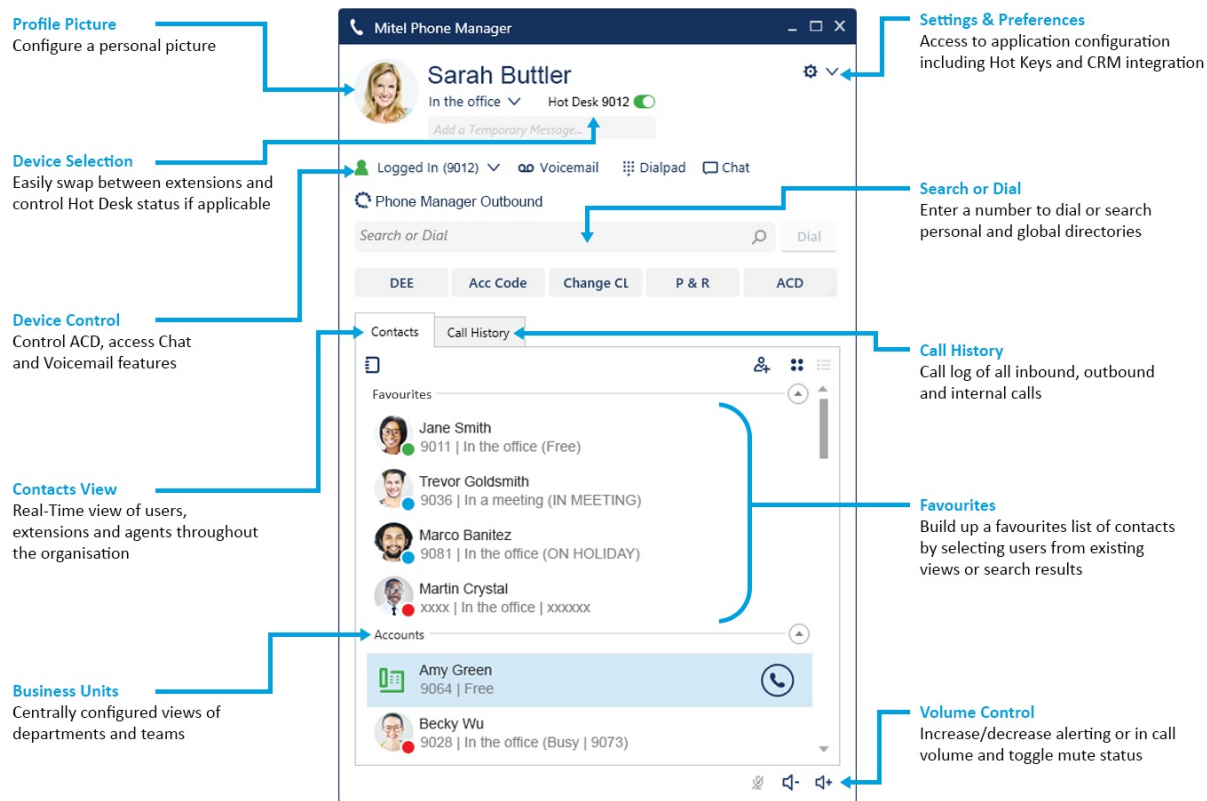 Profile Picture
Configure a personal picture
Device Selection
Easily swap between extensions and
control Hot Desk status if applicable
Device Control
Control ACD, access Chat
and Voicemail features
Contacts View
Real-Time view of users,
extensions and agents throughout
the organisation
Business Units
Centrally configured views of
departments and teams
Mitel Phone Manager
Sarah Buttler
In the office Hot Desk 9012
Add a Temporary Message...
Logged In (9012) Voicemail Dialpad Chat
Phone Manager Outbound
Search or Dial Dial
DEE Acc Code Change CL P & R ACD
Contacts Call History
Favourites
Jane Smith
9011 | In the office (Free)
Trevor Goldsmith
9036 | In a meeting (IN MEETING)
Marco Banitez
9081 | In the office (ON HOLIDAY)
Martin Crystal
xxxx | In the office | xxxxxx
Accounts
Amy Green
9064 | Free
Becky Wu
9028 | In the office (Busy | 9073)
Settings & Preferences
Access to application configuration
including Hot Keys and CRM integration
Search or Dial
Enter a number to dial or search
personal and global directories
Call History
Call log of all inbound, outbound
and internal calls
Favourites
Build up a favourites list of contacts
by selecting users from existing
views or search results
Volume Control
Increase/decrease alerting or in call
volume and toggle mute status